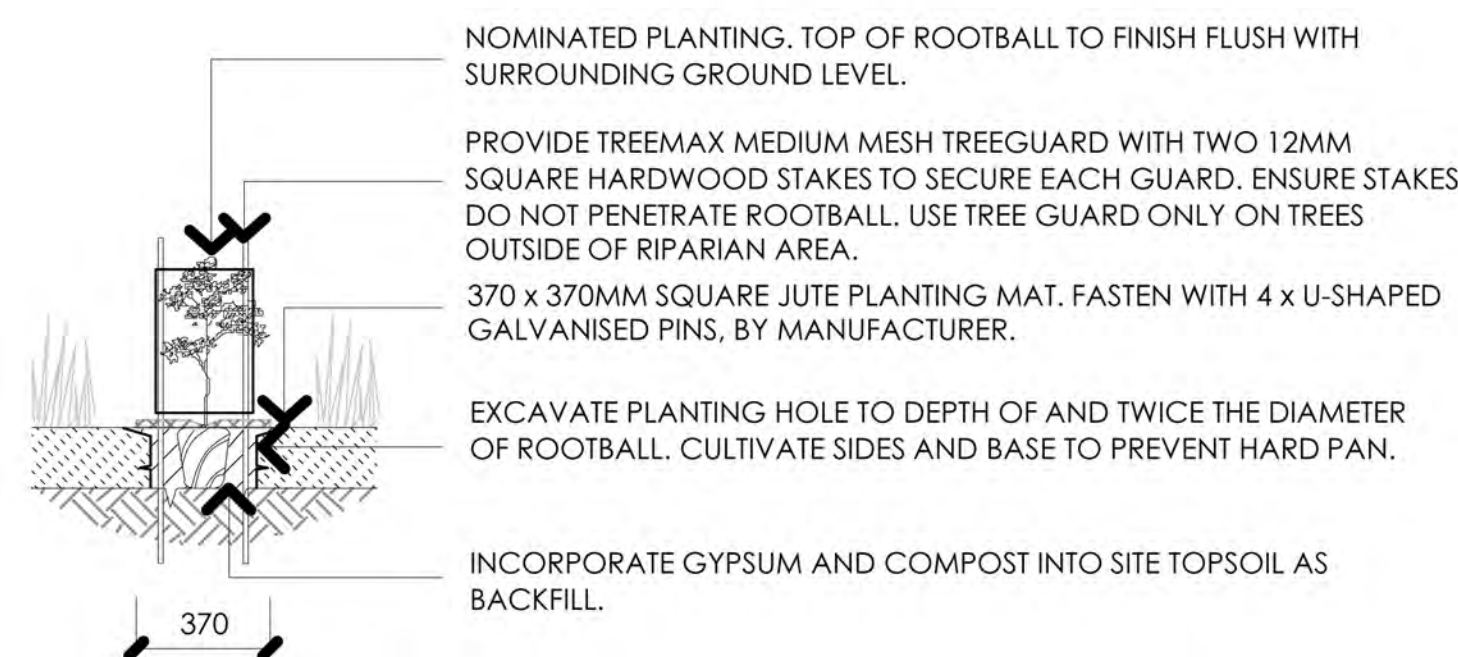 NOMINATED PLANTING. TOP OF ROOTBALL TO FINISH FLUSH WITH
SURROUNDING GROUND LEVEL.
PROVIDE TREEMAX MEDIUM MESH TREEGUARD WITH TWO 12MM
SQUARE HARDWOOD STAKES TO SECURE EACH GUARD. ENSURE STAKES
DO NOT PENETRATE ROOTBALL. USE TREE GUARD ONLY ON TREES
OUTSIDE OF RIPARIAN AREA.
370 x 370MM SQUARE JUTE PLANTING MAT. FASTEN WITH 4 x U-SHAPED
GALVANISED PINS, BY MANUFACTURER.
EXCAVATE PLANTING HOLE TO DEPTH OF AND TWICE THE DIAMETER
OF ROOTBALL. CULTIVATE SIDES AND BASE TO PREVENT HARD PAN.
INCORPORATE GYPSUM AND COMPOST INTO SITE TOPSOIL AS
BACKFILL.
370